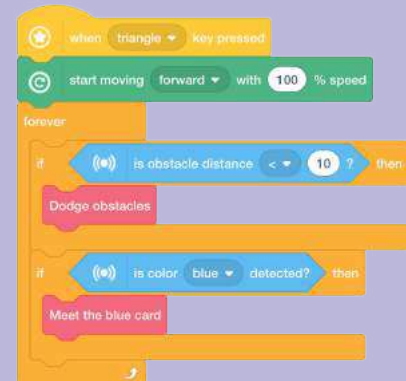 when triangle key pressed
start moving forward with 100 % speed
forever
if is obstacle distance < 10 ? then
Dodge obstacles
if is color blue detected? then
Meet the blue card